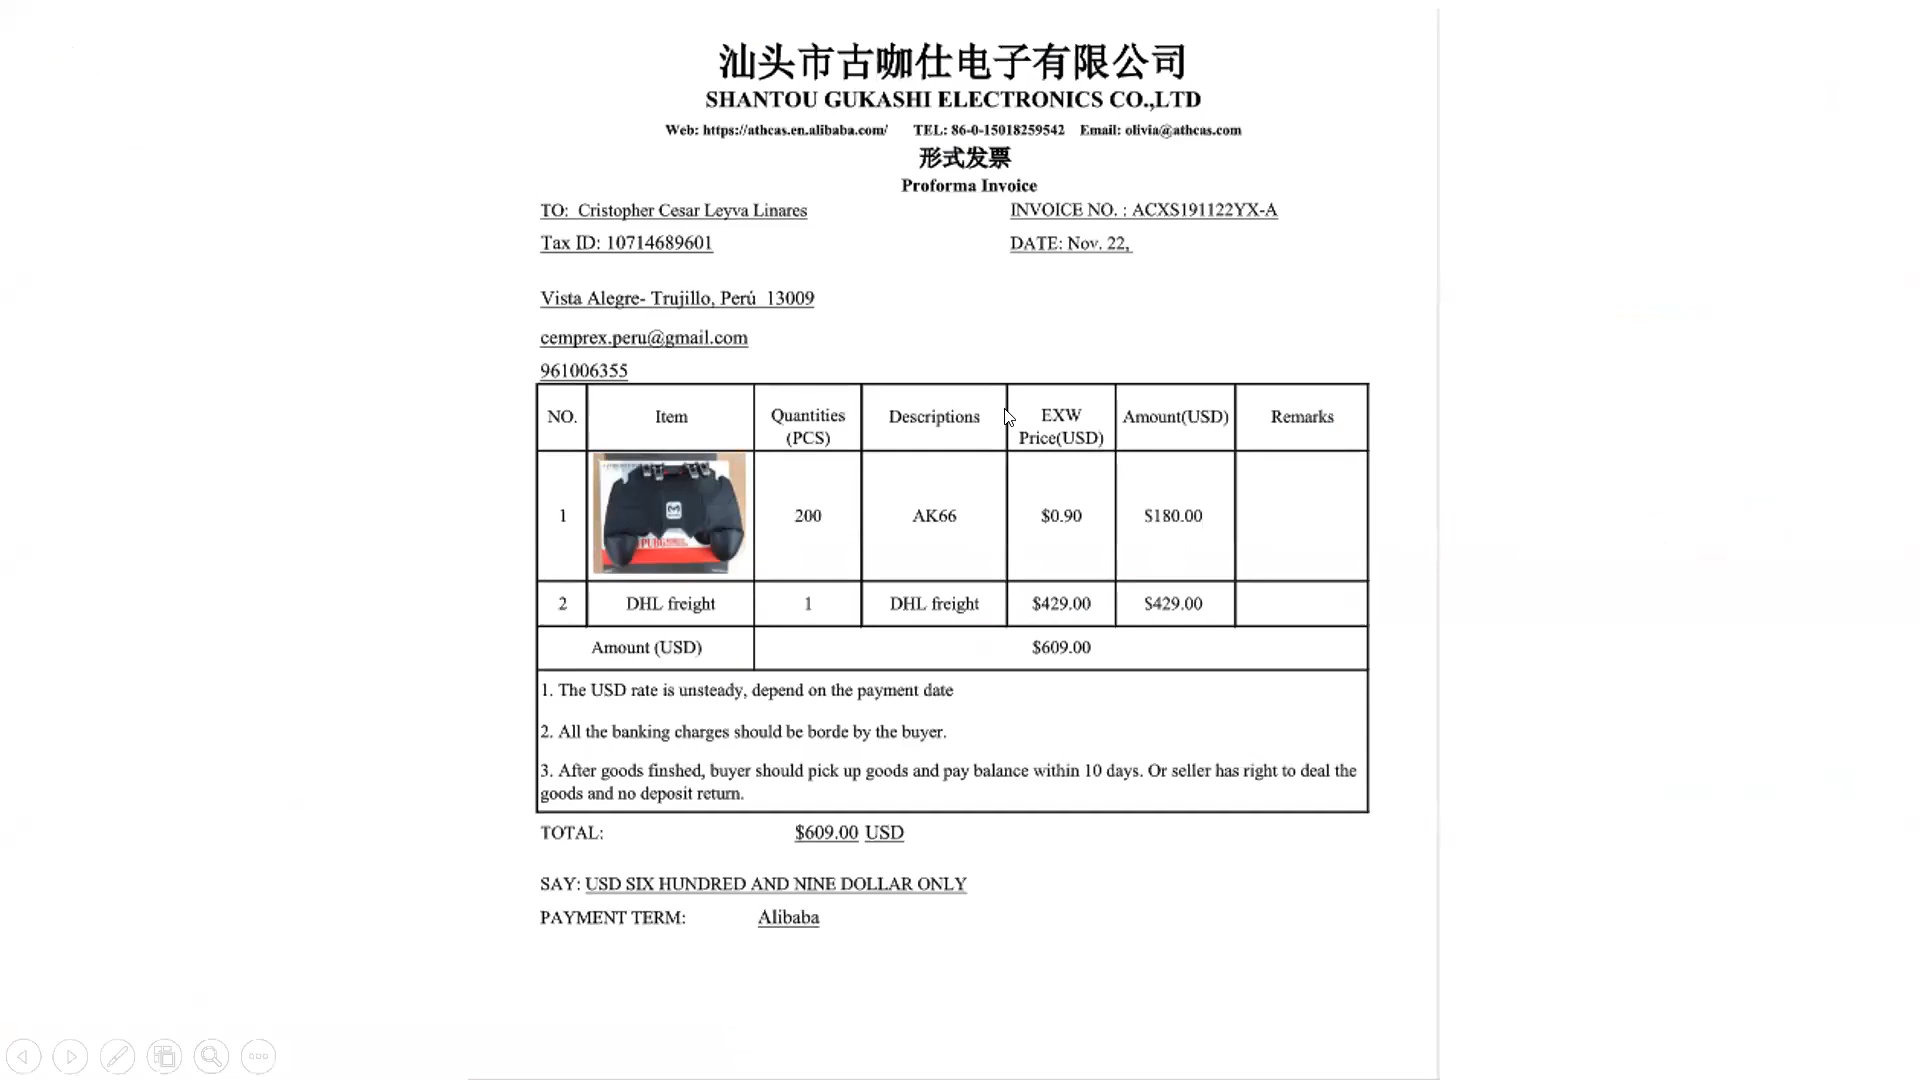 汕头市古咖仕电子有限公司
SHANTOU GUKASHI ELECTRONICS CO.,LTD
Web: https://athcas.en.alibaba.com/ TEL: 86-0-15018259542 Email: olivia@athcas.com
形式发票
Proforma Invoice
TO: Cristopher Cesar Leyva Linares INVOICE NO. : ACXS191122YX-A
Tax ID: 10714689601 DATE: Nov. 22,
Vista Alegre- Trujillo, Perú 13009
cemprex.peru@gmail.com
961006355
NO. Item Quantities (PCS) Descriptions EXW Price(USD) Amount(USD) Remarks
1 200 AK66 $0.90 $180.00
PUBG
2 DHL freight 1 DHL freight $429.00 $429.00
Amount (USD) $609.00
1. The USD rate is unsteady, depend on the payment date
2. All the banking charges should be borde by the buyer.
3. After goods finshed, buyer should pick up goods and pay balance within 10 days. Or seller has right to deal the
goods and no deposit return.
TOTAL: $609.00 USD
SAY: USD SIX HUNDRED AND NINE DOLLAR ONLY
PAYMENT TERM: Alibaba